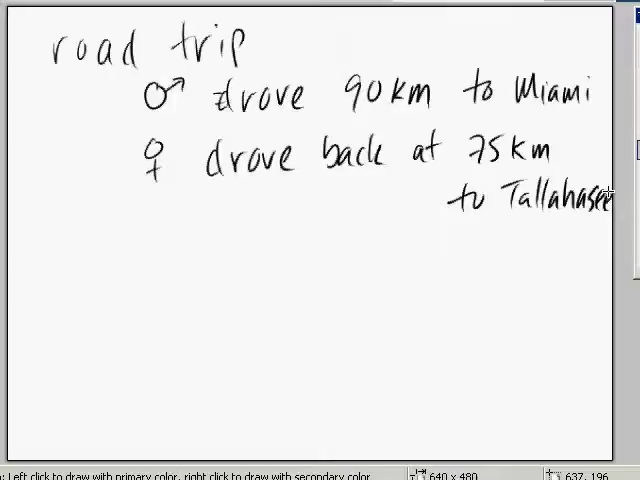 road trip
♂ drove 90km to Miami
♀ drove back at 75km
to Tallahasee
: Left click to draw with primary color, right click to draw with secondary color
640 x 480
637, 196